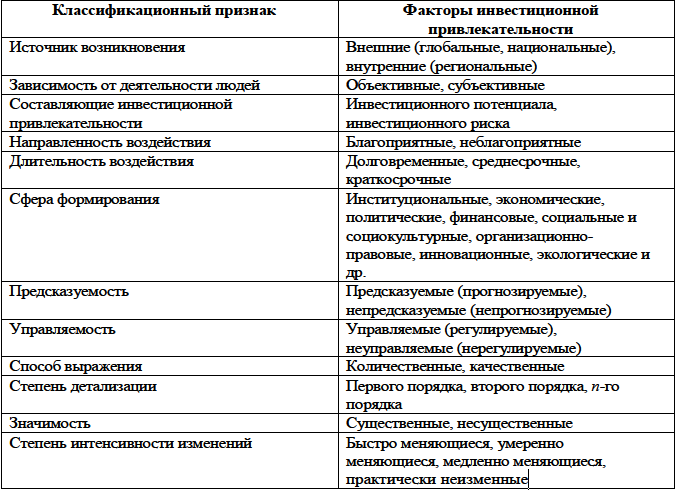 Классификационный признак
Факторы инвестиционной
привлекательности
Источник возникновения
Внешние (глобальные, национальные),
внутренние (региональные)
Зависимость от деятельности людей
Объективные, субъективные
Составляющие инвестиционной
привлекательности
Инвестиционного потенциала,
инвестиционного риска
Направленность воздействия
Благоприятные, неблагоприятные
Длительность воздействия
Долговременные, среднесрочные,
краткосрочные
Сфера формирования
Институциональные, экономические,
политические, финансовые, социальные и
социокультурные, организационно-
правовые, инновационные, экологические и
др.
Предсказуемость
Предсказуемые (прогнозируемые),
непредсказуемые (непрогнозируемые)
Управляемость
Управляемые (регулируемые),
неуправляемые (нерегулируемые)
Способ выражения
Количественные, качественные
Степень детализации
Первого порядка, второго порядка, n-го
порядка
Значимость
Существенные, несущественные
Степень интенсивности изменений
Быстро меняющиеся, умеренно
меняющиеся, медленно меняющиеся,
практически неизменные